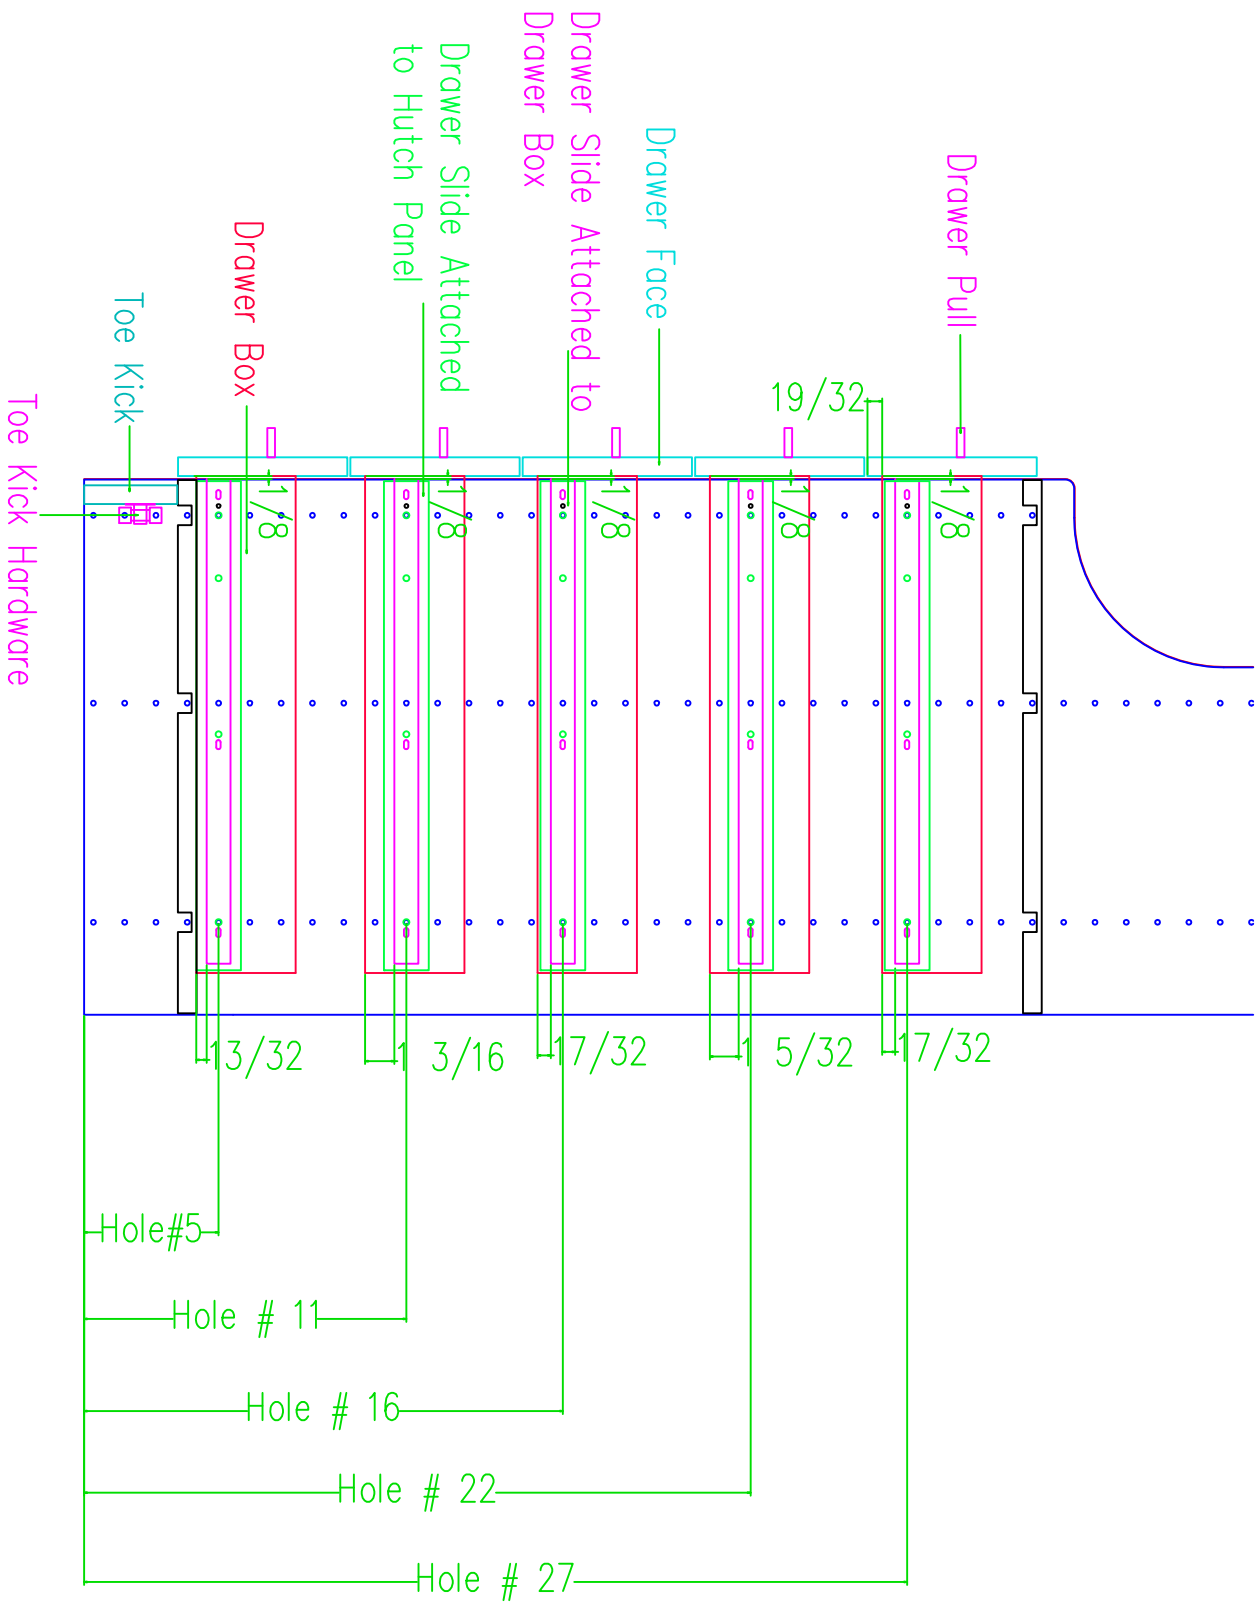 Drawer Pull
Drawer Face
Drawer Slide Attached to
Drawer Box
Drawer Slide Attached
to Hutch Panel
Drawer Box
Toe Kick
Toe Kick Hardware
19/32
1/8
1/8
1/8
1/8
1/8
13/32
1 3/16
17/32
1 5/32
17/32
Hole#5
Hole # 11
Hole # 16
Hole # 22
Hole # 27